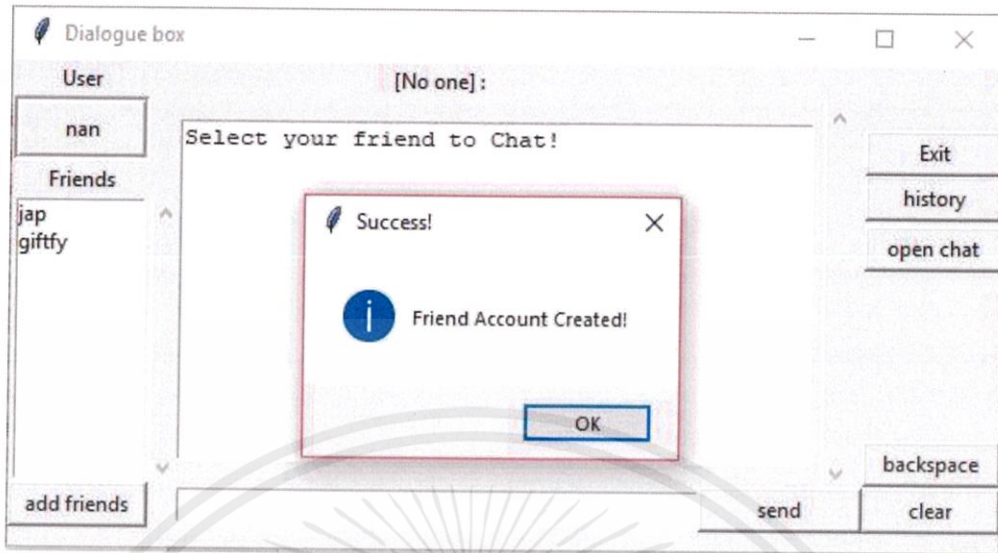 Dialogue box
User
[No one] :
nan
Select your friend to Chat!
Exit
Friends
history
jap
giftfy
open chat
Success!
Friend Account Created!
OK
backspace
add friends
send
clear